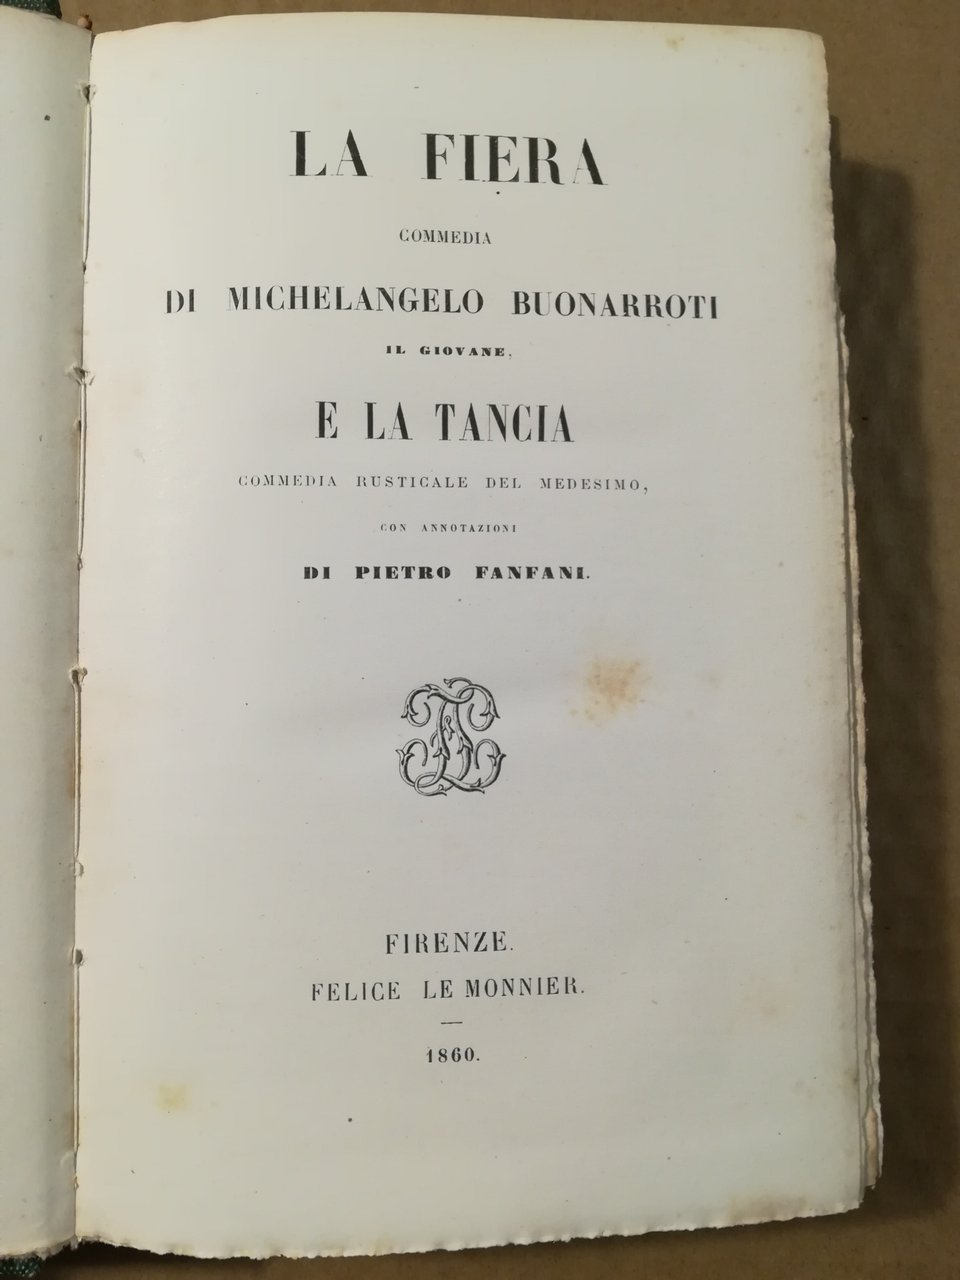 LA FIERA
COMMEDIA
DI MICHELANGELO BUONARROTI
IL GIOVANE,
E LA TANCIA
COMMEDIA RUSTICALE DEL MEDESIMO,
CON ANNOTAZIONI
DI PIETRO FANFANI.
FIRENZE.
FELICE LE MONNIER.
1860.